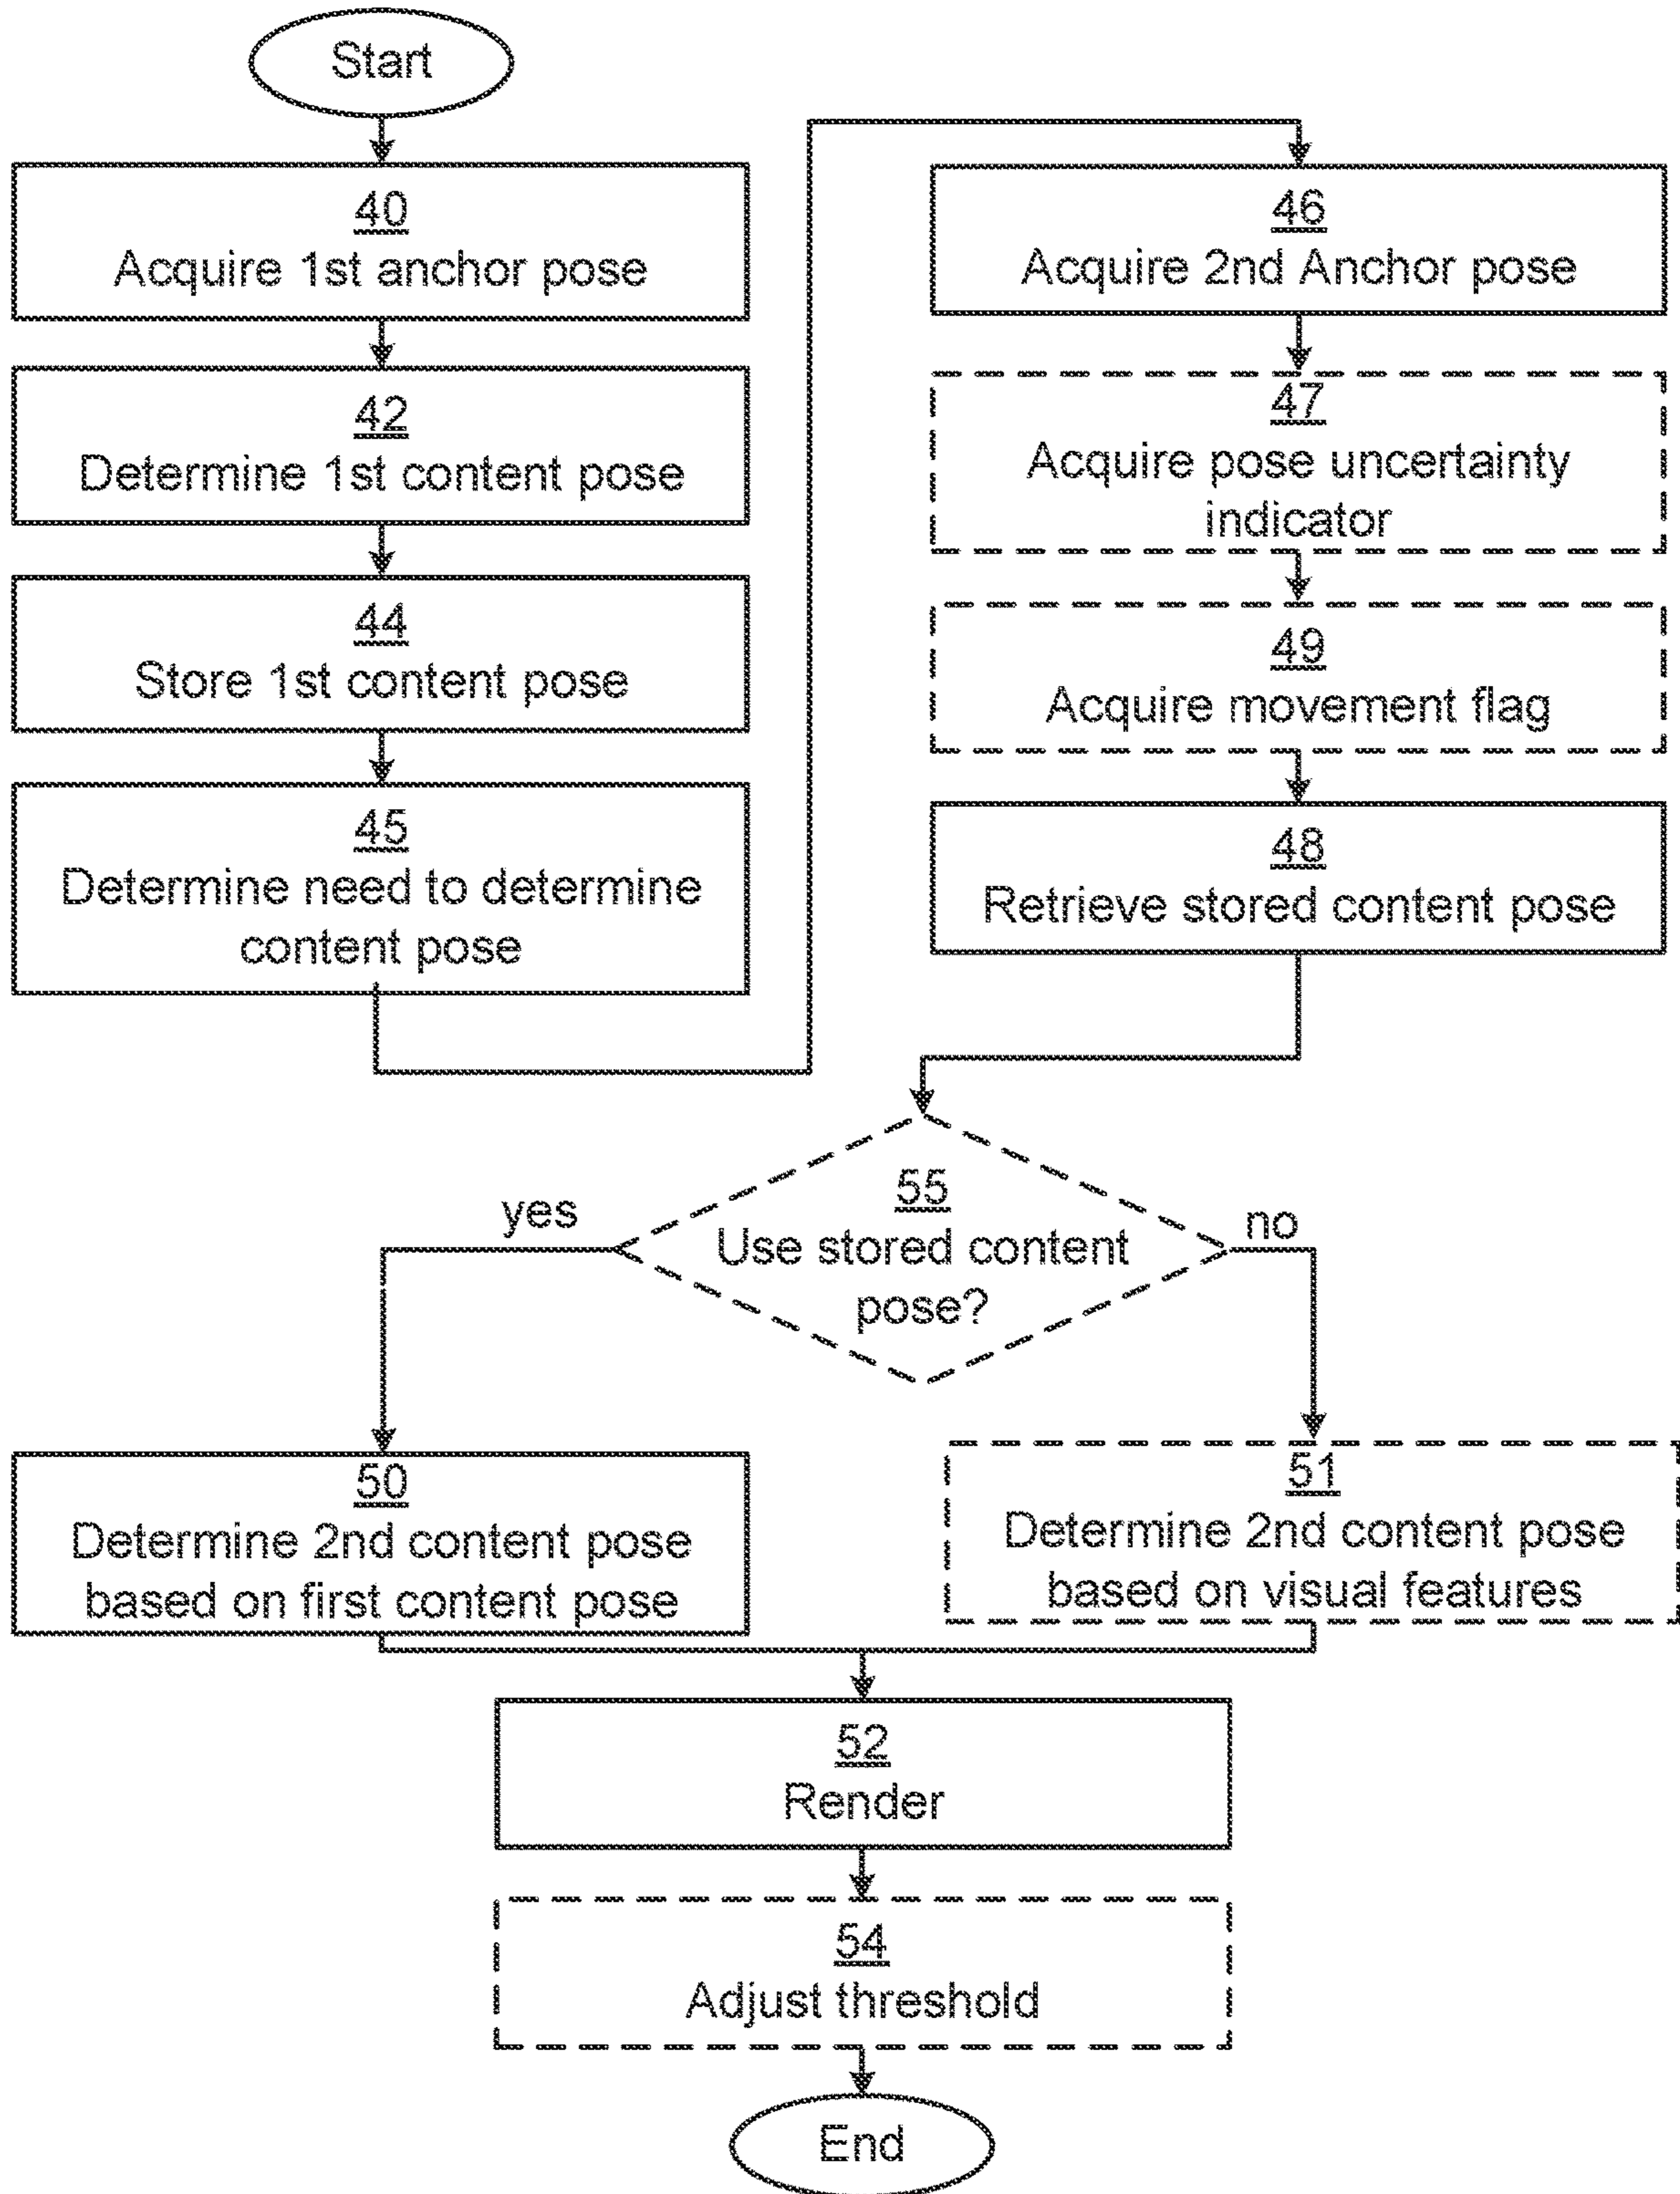 Start
40
Acquire 1st anchor pose
42
Determine 1st content pose
44
Store 1st content pose
45
Determine need to determine
content pose
46
Acquire 2nd Anchor pose
47
Acquire pose uncertainty
indicator
49
Acquire movement flag
48
Retrieve stored content pose
55
Use stored content
pose?
yes
no
50
Determine 2nd content pose
based on first content pose
51
Determine 2nd content pose
based on visual features
52
Render
54
Adjust threshold
End